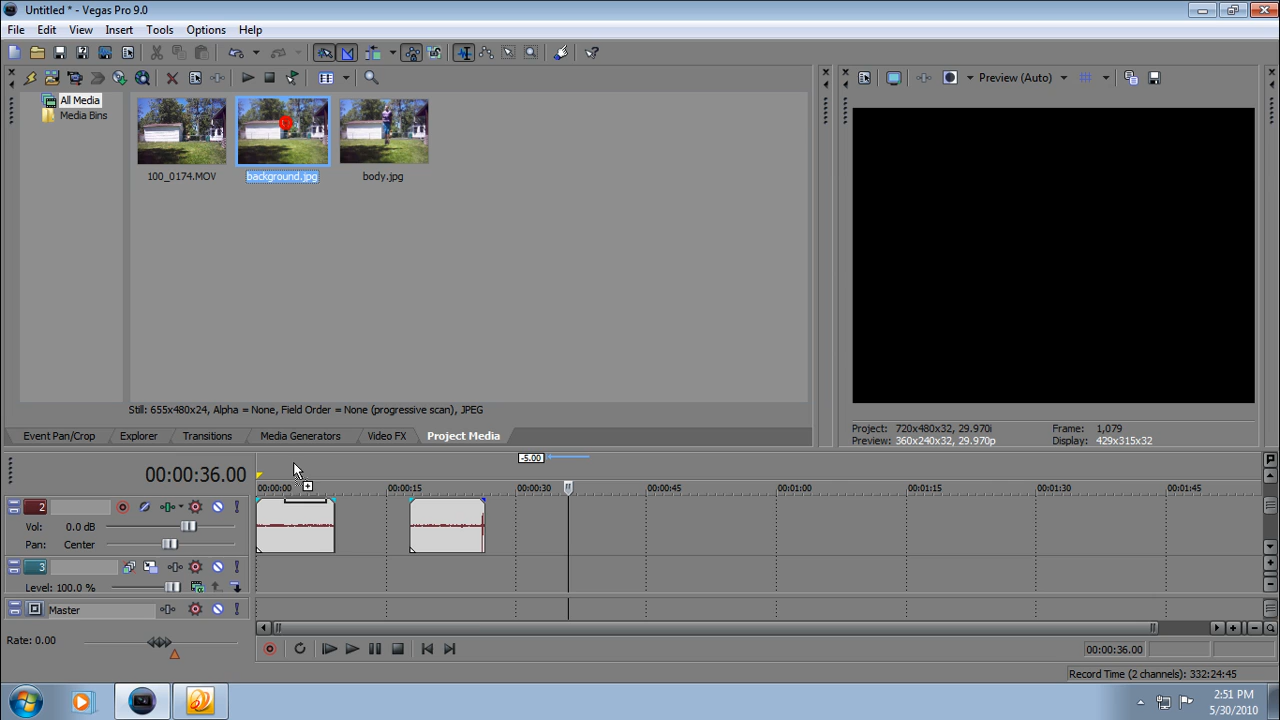 Untitled * - Vegas Pro 9.0
File Edit View Insert Tools Options Help
Preview (Auto)
All Media
Media Bins
100_0174.MOV
background.jpg
body.jpg
Still: 655x480x24, Alpha = None, Field Order = None (progressive scan), JPEG
Event Pan/Crop Explorer Transitions Media Generators Video FX Project Media
Project: 720x480x32, 29.970i Frame: 1,079
Preview: 360x240x32, 29.970p Display: 429x315x32
-5.00
00:00:36.00
00:00:00 00:00:15 00:00:30 00:00:45 00:01:00 00:01:15 00:01:30 00:01:45
2
Vol: 0.0 dB
Pan: Center
3
Level: 100.0 %
Master
Rate: 0.00
00:00:36.00
Record Time (2 channels): 332:24:45
2:51 PM
5/30/2010